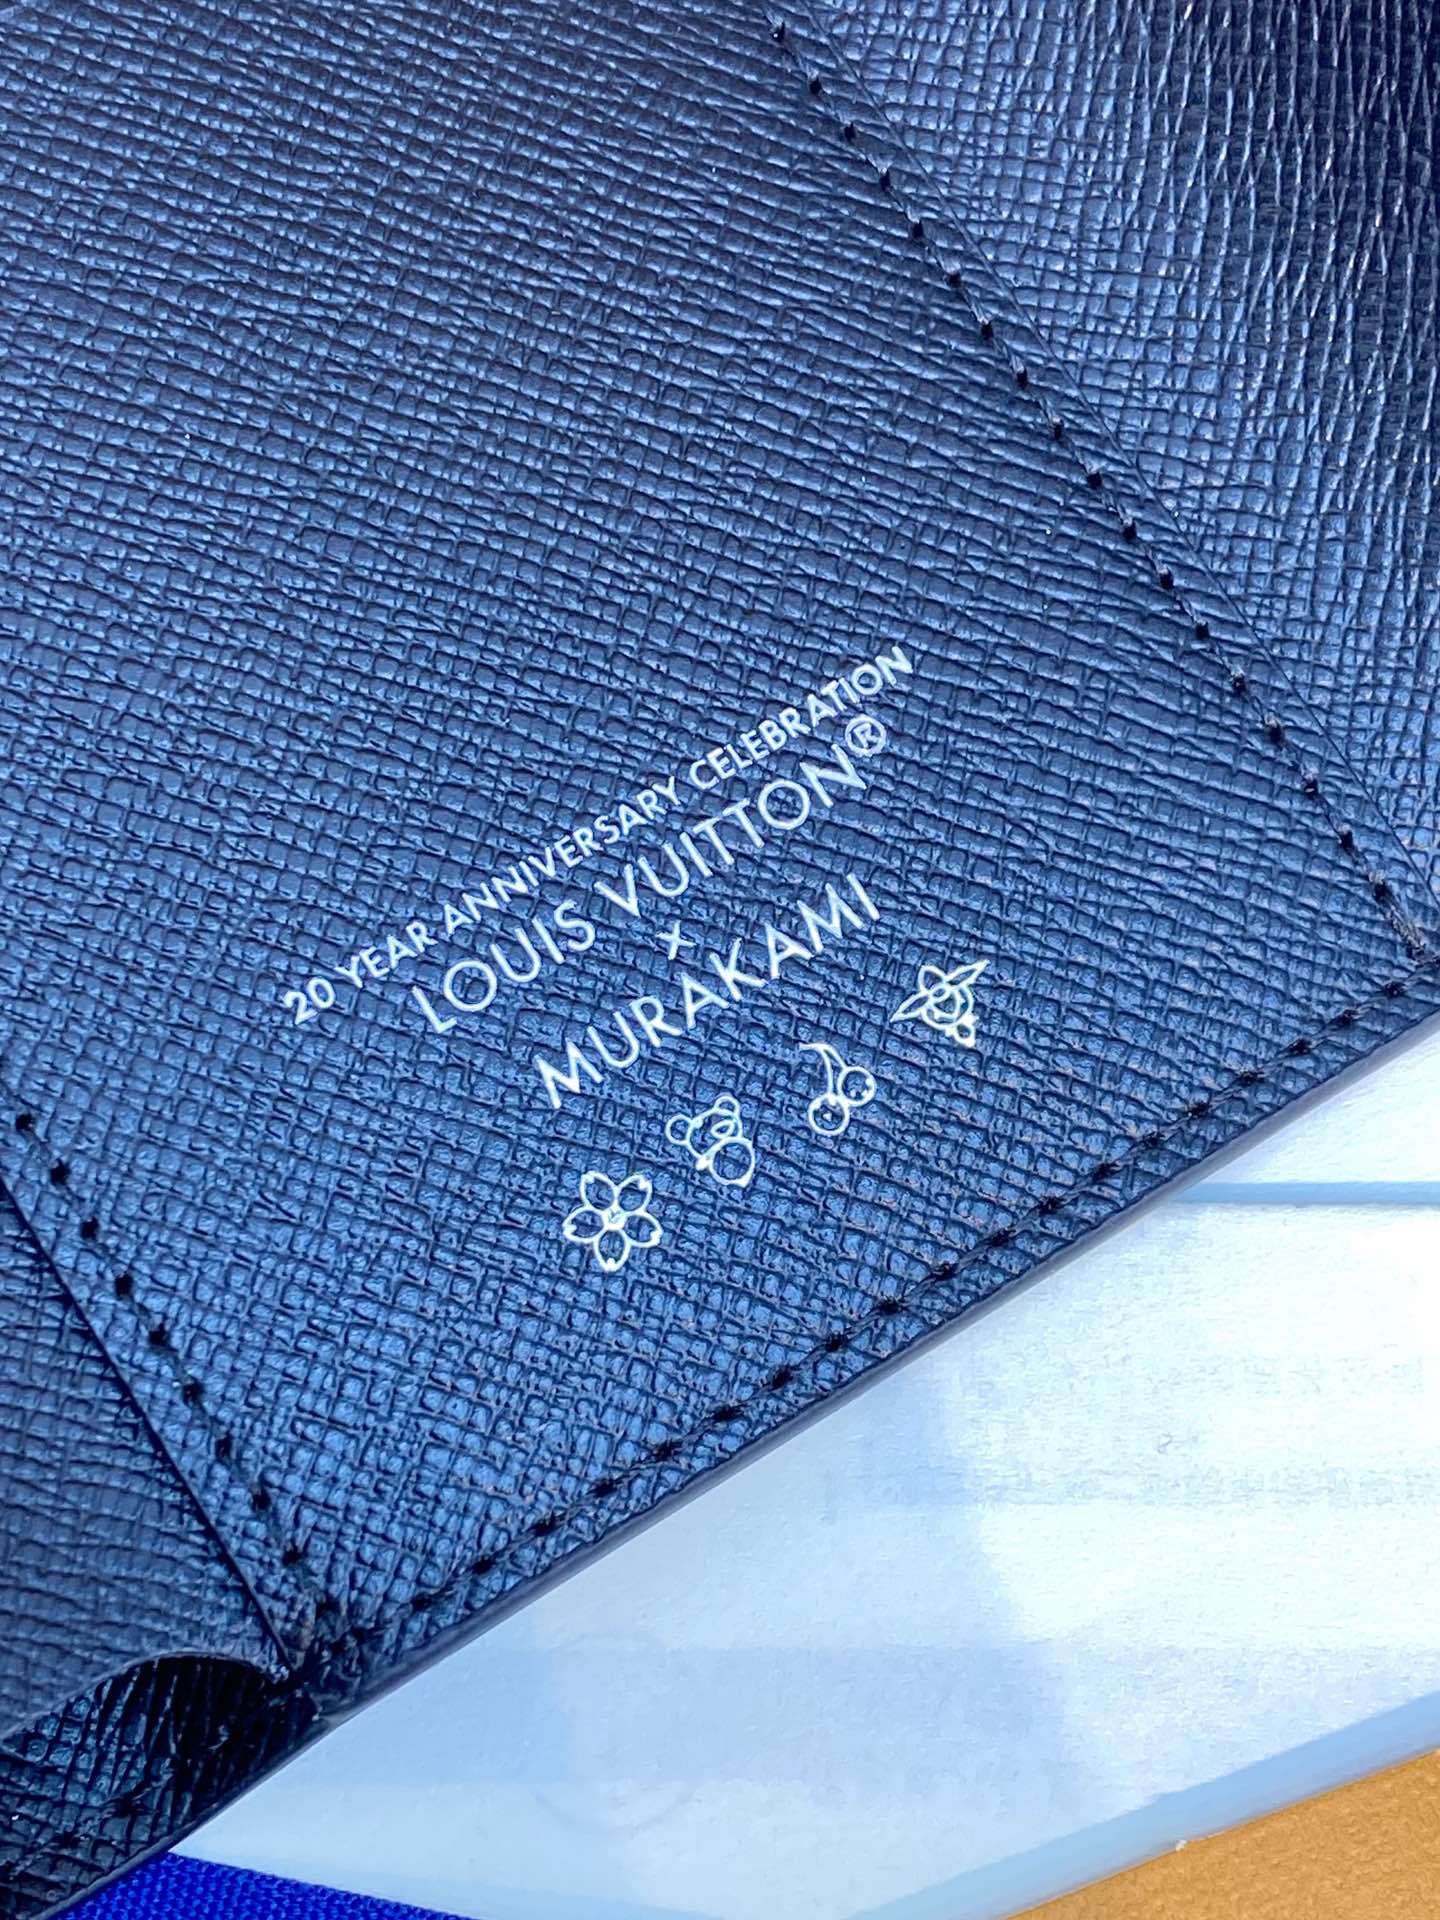 20 YEAR ANNIVERSARY CELEBRATION
LOUIS VUITTON®
x
MURAKAMI